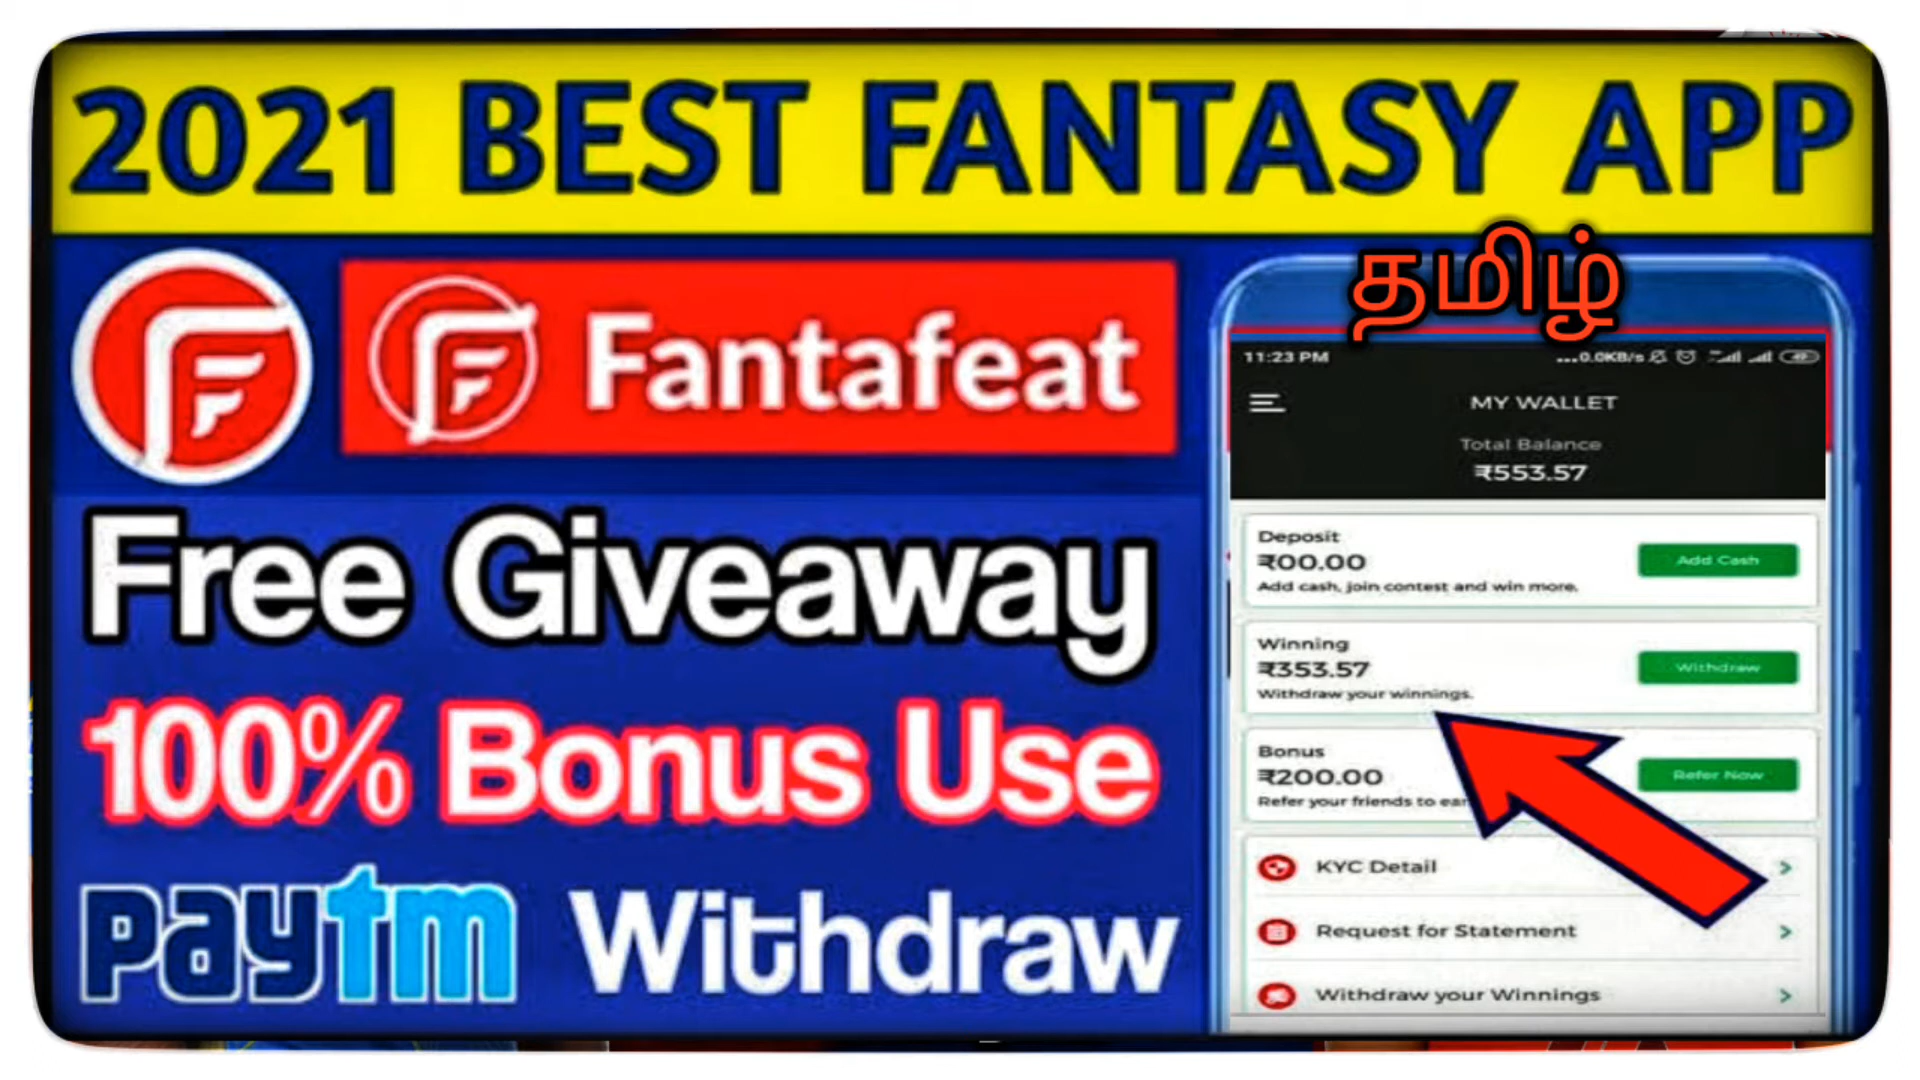 2021 BEST FANTASY APP
தமிழ்
Fantafeat
Free Giveaway
100% Bonus Use
paytm Withdraw
11:23 PM
...0.0KB/s
MY WALLET
Total Balance
₹553.57
Deposit
₹00.00
Add Cash
Add cash, join contest and win more.
Winning
₹353.57
Withdraw
Withdraw your winnings.
Bonus
₹200.00
Refer Now
Refer your friends to ear
KYC Detail
Request for Statement
Withdraw your Winnings